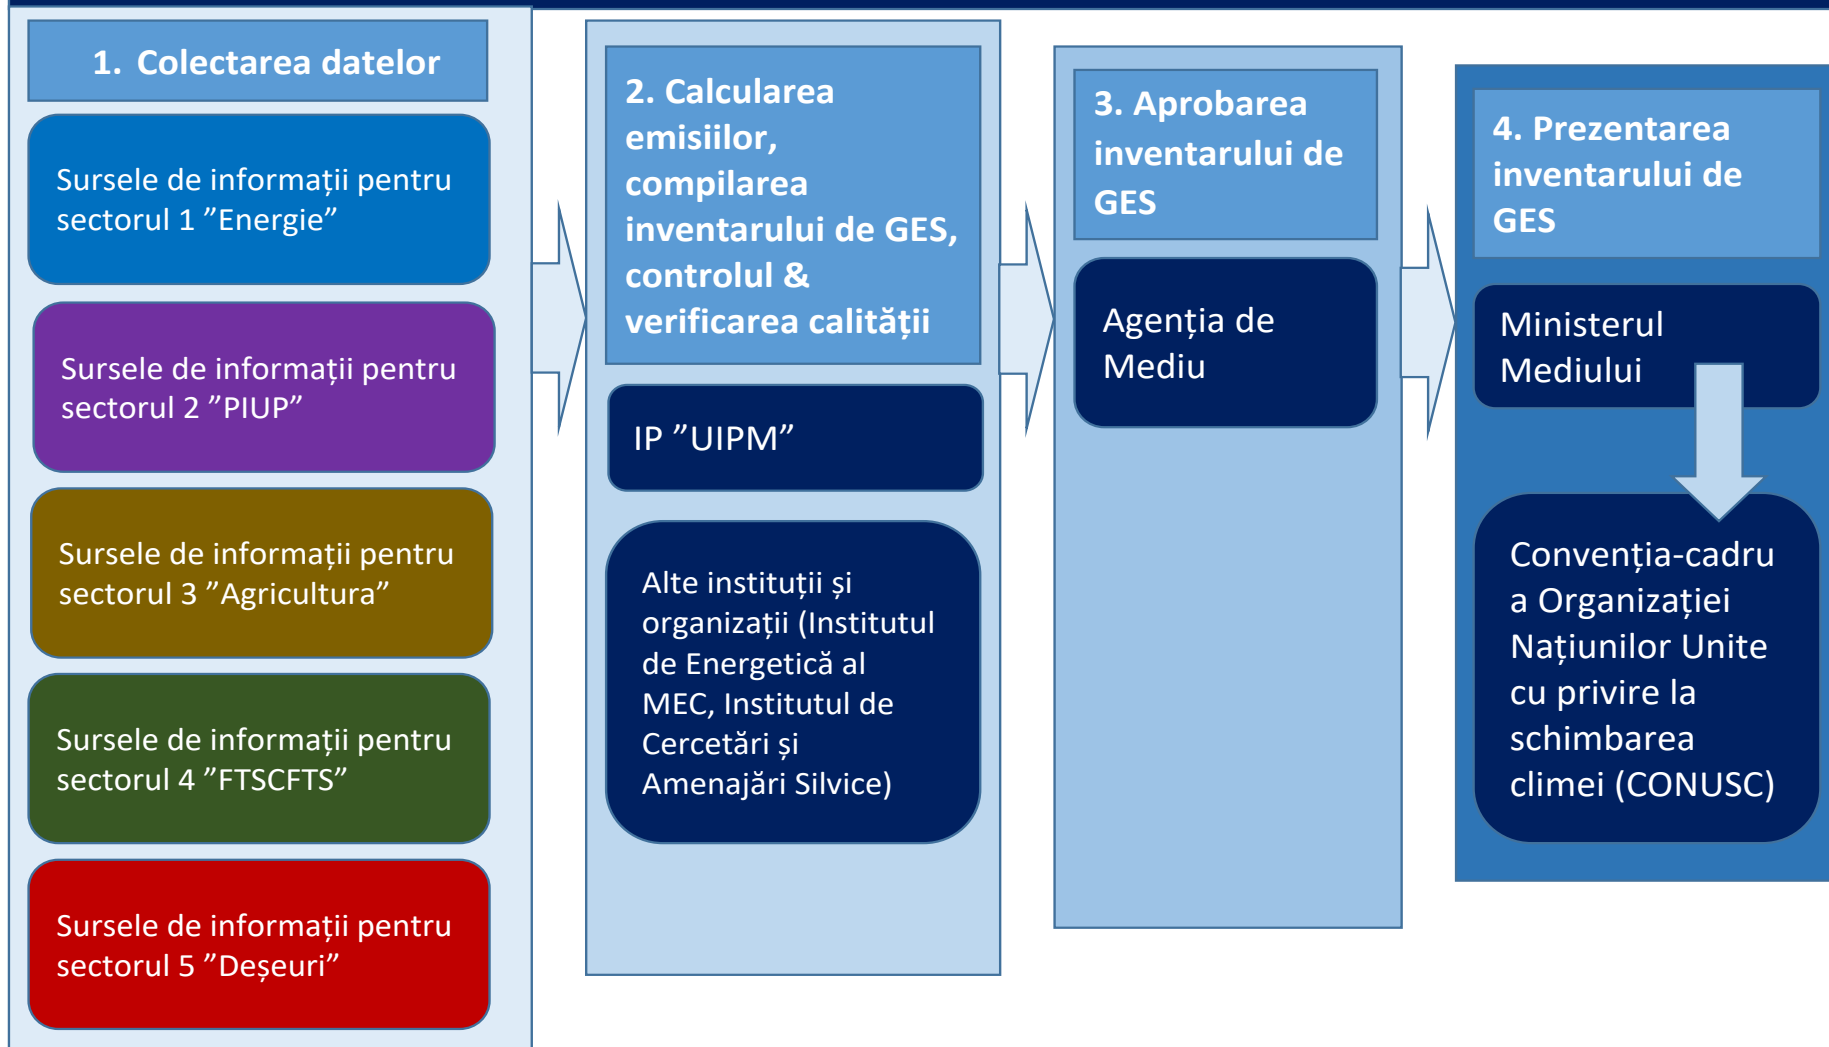 1. Colectarea datelor
Sursele de informații pentru
sectorul 1 ”Energie”
Sursele de informații pentru
sectorul 2 ”PIUP”
Sursele de informații pentru
sectorul 3 ”Agricultura”
Sursele de informații pentru
sectorul 4 ”FTSCFTS”
Sursele de informații pentru
sectorul 5 ”Deșeuri”
2. Calcularea
emisiilor,
compilarea
inventarului de GES,
controlul &
verificarea calității
IP ”UIPM”
Alte instituții și
organizații (Institutul
de Energetică al
MEC, Institutul de
Cercetări și
Amenajări Silvice)
3. Aprobarea
inventarului de
GES
Agenția de
Mediu
4. Prezentarea
inventarului de
GES
Ministerul
Mediului
Convenția-cadru
a Organizației
Națiunilor Unite
cu privire la
schimbarea
climei (CONUSC)